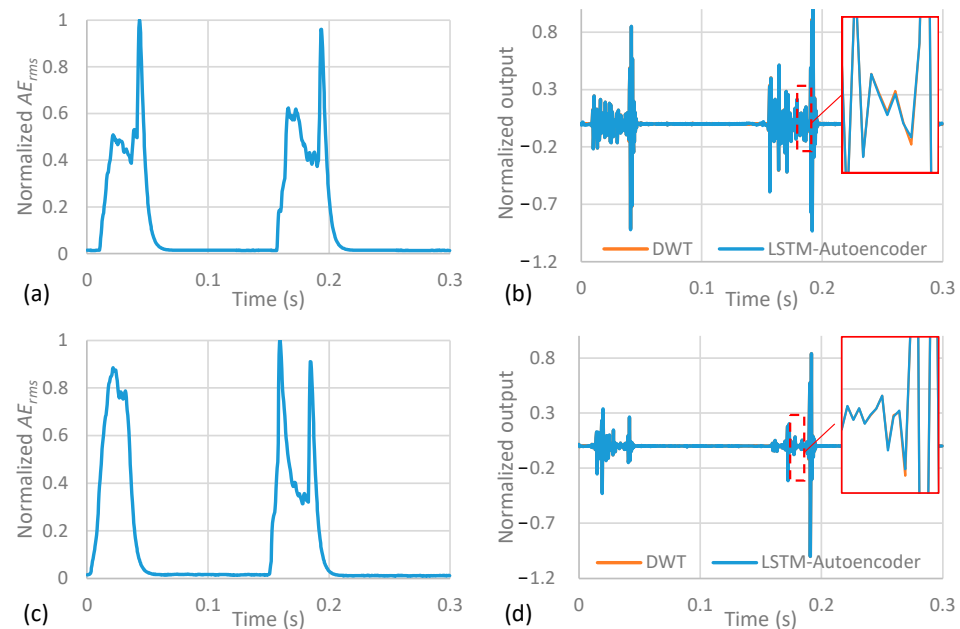 Normalized AErms
1
0.8
0.6
0.4
0.2
0
0 0.1 0.2 0.3
Time (s)
(a)
Normalized output
0.8
0.3
−0.2
−0.7
−1.2
DWT LSTM-Autoencoder
0 0.1 0.2 0.3
Time (s)
(b)
Normalized AErms
1
0.8
0.6
0.4
0.2
0
0 0.1 0.2 0.3
Time (s)
(c)
Normalized output
0.8
0.3
−0.2
−0.7
−1.2
DWT LSTM-Autoencoder
0 0.1 0.2 0.3
Time (s)
(d)